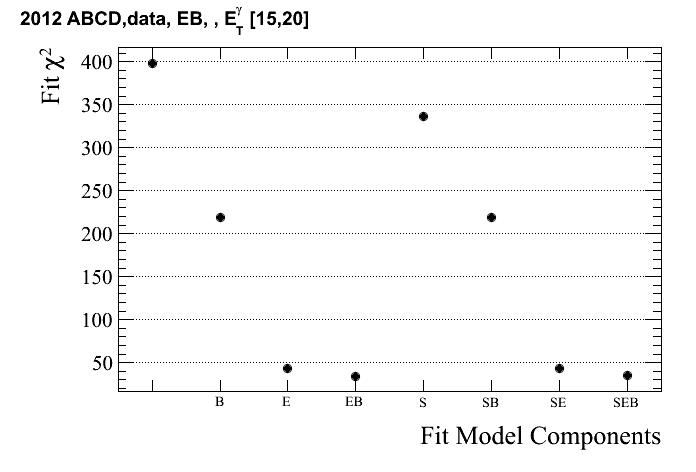 2012 ABCD,data, EB, , E_T^γ [15,20]
Fit χ²
400
350
300
250
200
150
100
50
B E EB S SB SE SEB
Fit Model Components